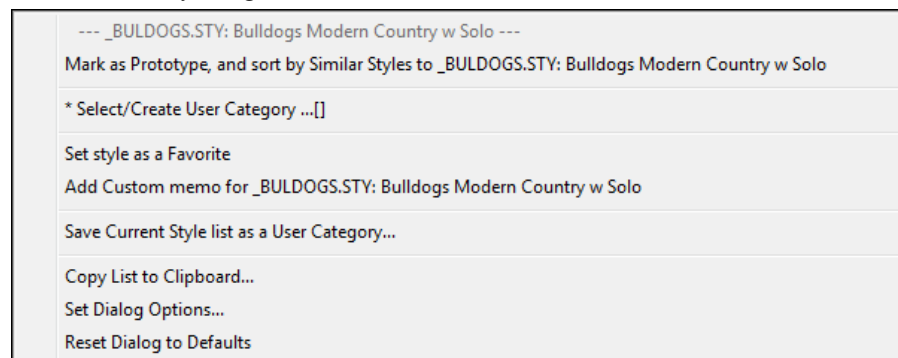 --- _BULDOGS.STY: Bulldogs Modern Country w Solo ---
Mark as Prototype, and sort by Similar Styles to _BULDOGS.STY: Bulldogs Modern Country w Solo
* Select/Create User Category ...[]
Set style as a Favorite
Add Custom memo for _BULDOGS.STY: Bulldogs Modern Country w Solo
Save Current Style list as a User Category...
Copy List to Clipboard...
Set Dialog Options...
Reset Dialog to Defaults